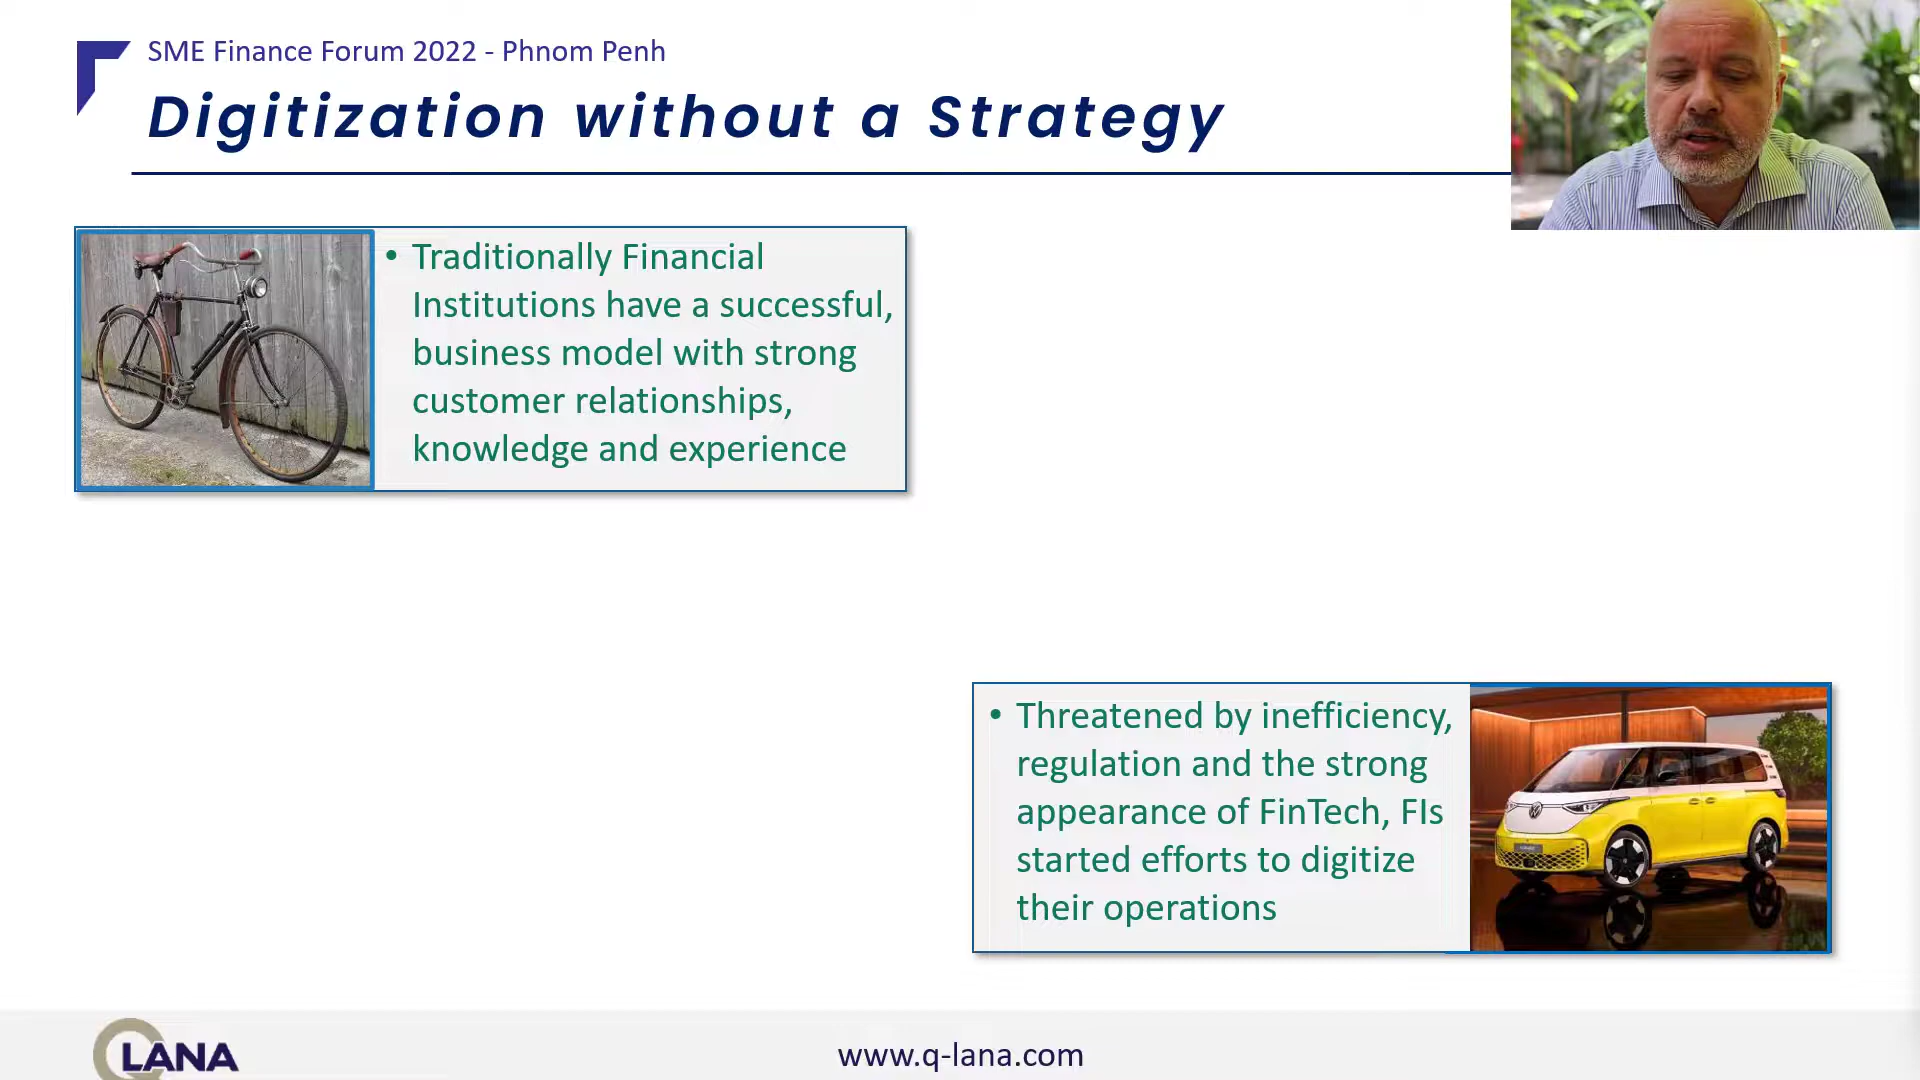 SME Finance Forum 2022 - Phnom Penh
Digitization without a Strategy
• Traditionally Financial
Institutions have a successful,
business model with strong
customer relationships,
knowledge and experience
• Threatened by inefficiency,
regulation and the strong
appearance of FinTech, FIs
started efforts to digitize
their operations
QLANA
www.q-lana.com